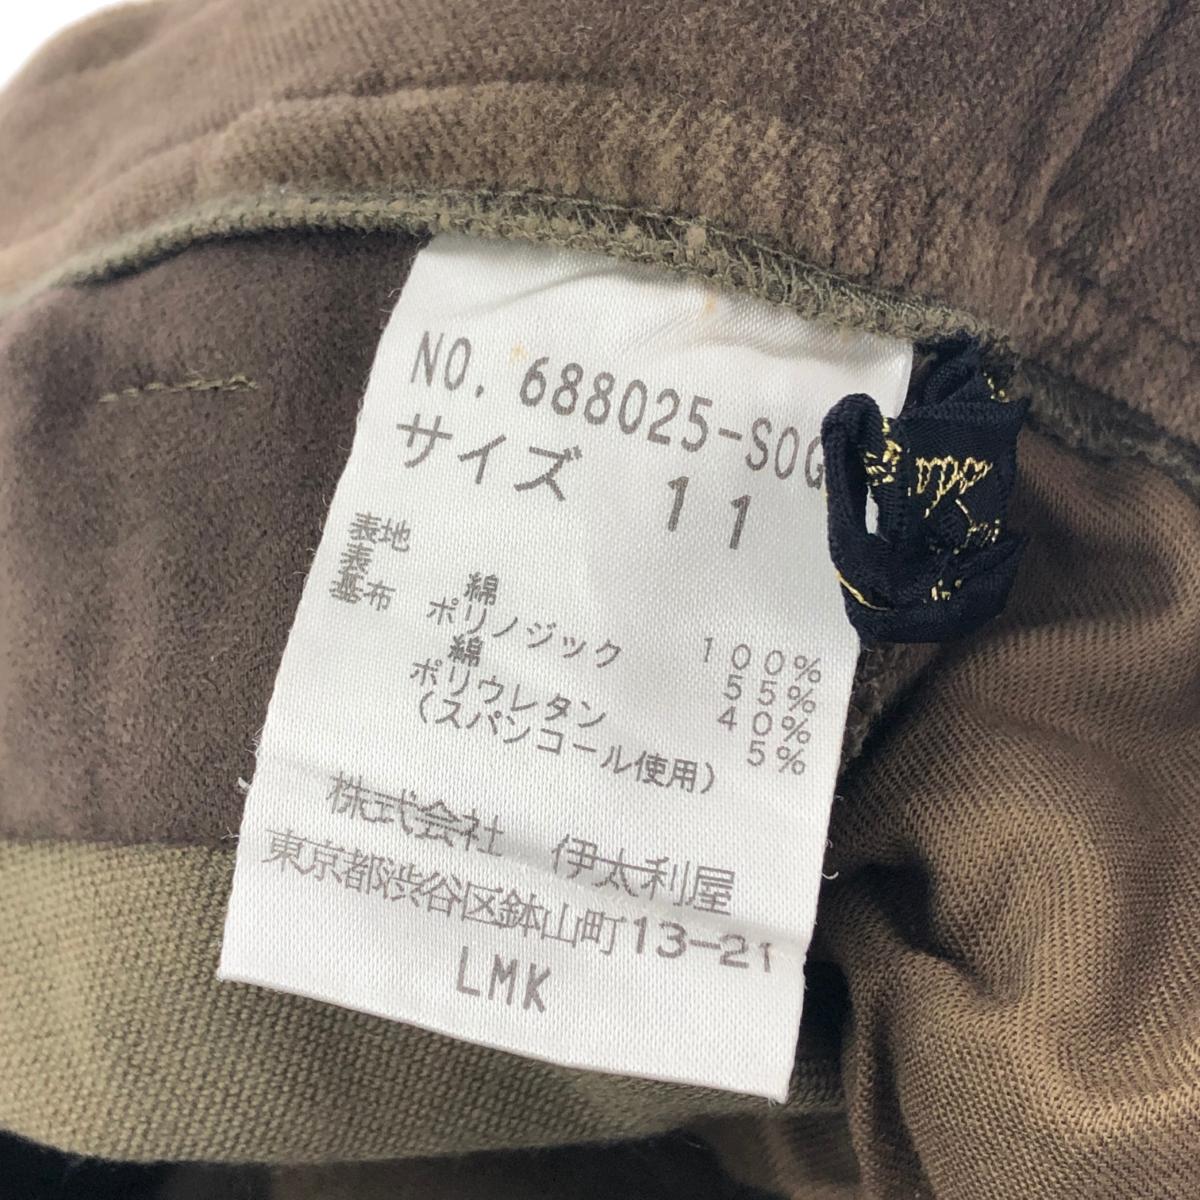 NO. 688025-SOG
サイズ 11
表地
表 綿 100%
基布 ポリノジック 55%
綿 40%
ポリウレタン 5%
(スパンコール使用)
株式会社 伊太利屋
東京都渋谷区鉢山町13-21
LMK